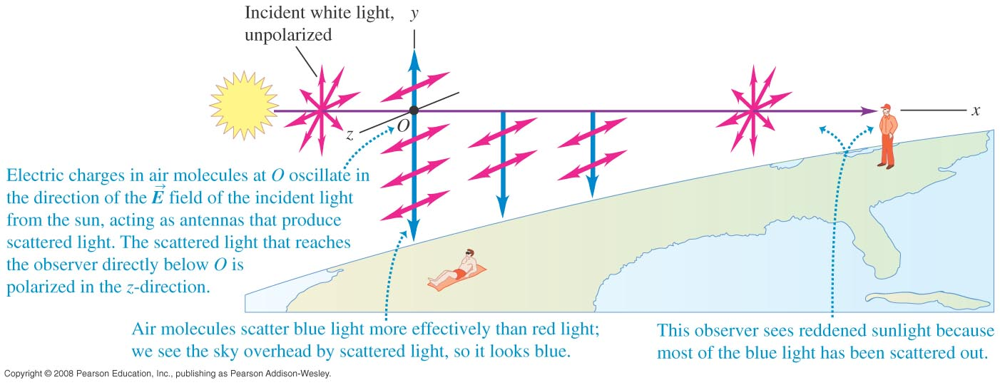 Incident white light,
unpolarized
y
O
z
x
Electric charges in air molecules at O oscillate in
the direction of the E⃗ field of the incident light
from the sun, acting as antennas that produce
scattered light. The scattered light that reaches
the observer directly below O is
polarized in the z-direction.
Air molecules scatter blue light more effectively than red light;
we see the sky overhead by scattered light, so it looks blue.
This observer sees reddened sunlight because
most of the blue light has been scattered out.
Copyright © 2008 Pearson Education, Inc., publishing as Pearson Addison-Wesley.